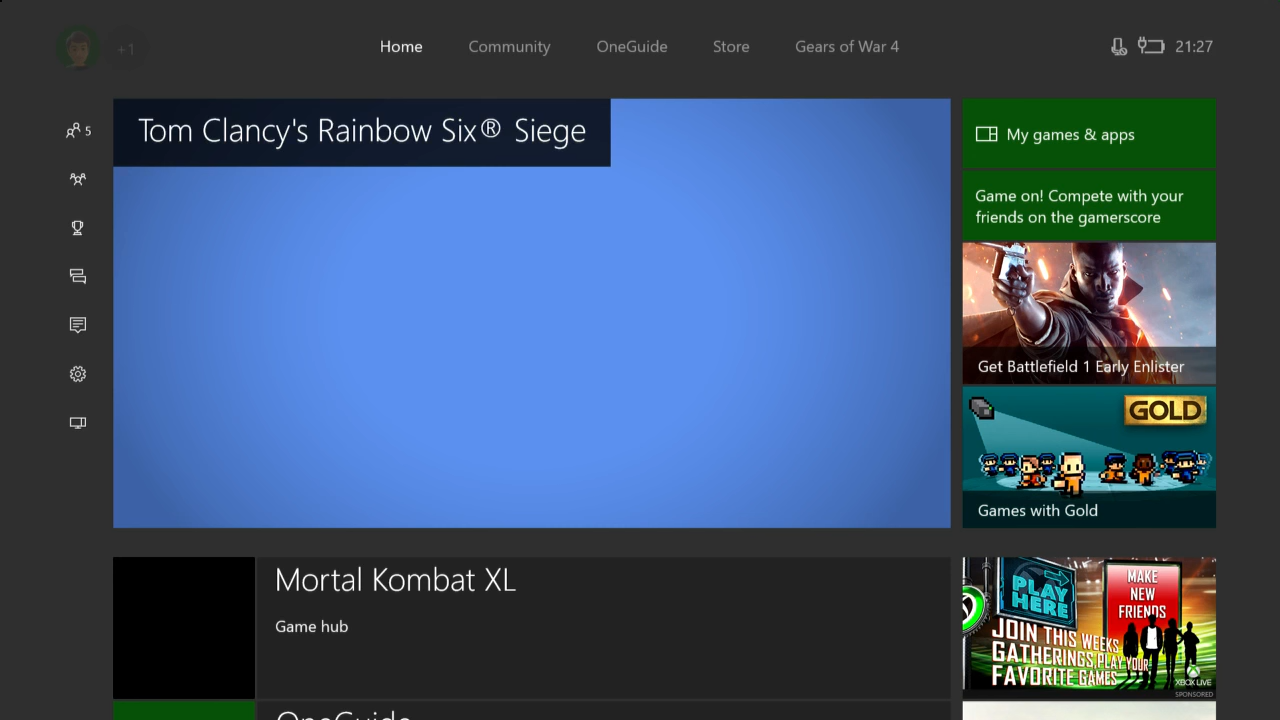 +1
Home
Community
OneGuide
Store
Gears of War 4
21:27
5
Tom Clancy's Rainbow Six® Siege
My games & apps
Game on! Compete with your
friends on the gamerscore
Get Battlefield 1 Early Enlister
GOLD
Games with Gold
Mortal Kombat XL
Game hub
PLAY
HERE
MAKE
NEW
FRIENDS
JOIN THIS WEEKS
GATHERINGS, PLAY YOUR
FAVORITE GAMES
XBOX LIVE
SPONSORED
OneGuide